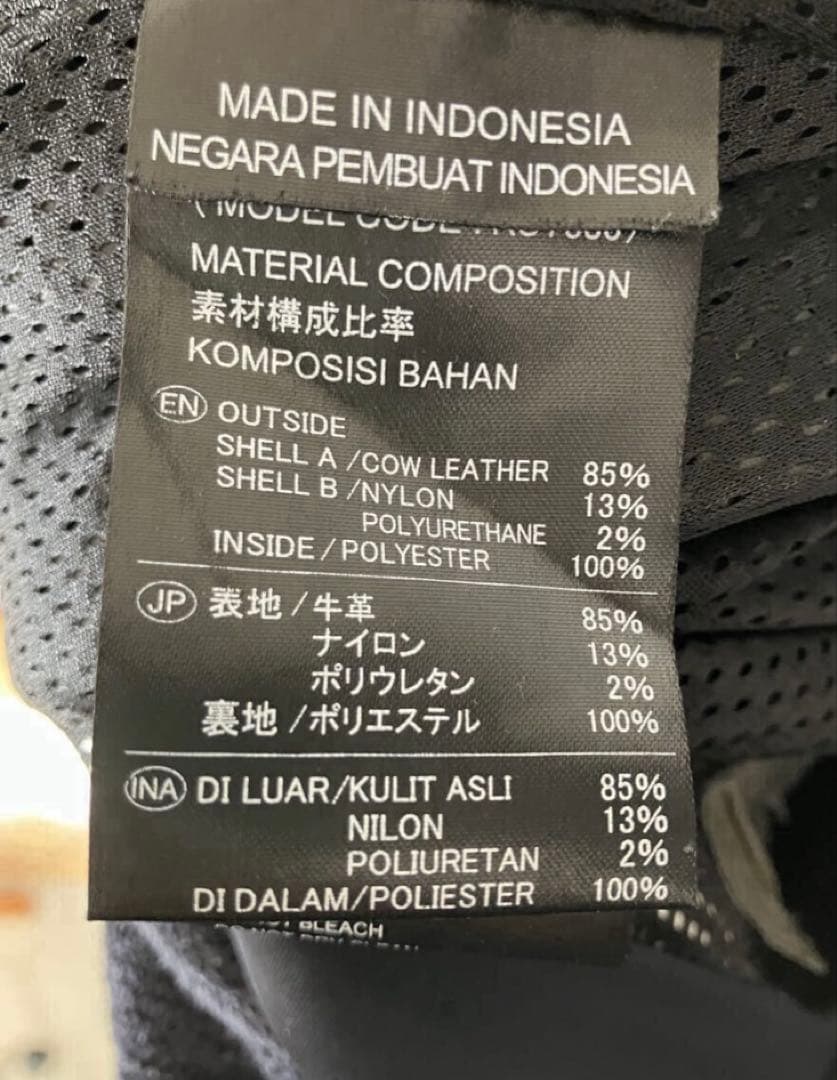 MADE IN INDONESIA
NEGARA PEMBUAT INDONESIA
MATERIAL COMPOSITION
素材構成比率
KOMPOSISI BAHAN
EN OUTSIDE
SHELL A /COW LEATHER 85%
SHELL B /NYLON 13%
POLYURETHANE 2%
INSIDE/POLYESTER 100%
JP 表地/牛革 85%
ナイロン 13%
ポリウレタン 2%
裏地/ポリエステル 100%
INA DI LUAR/KULIT ASLI 85%
NILON 13%
POLIURETAN 2%
DI DALAM/POLIESTER 100%
BLEACH